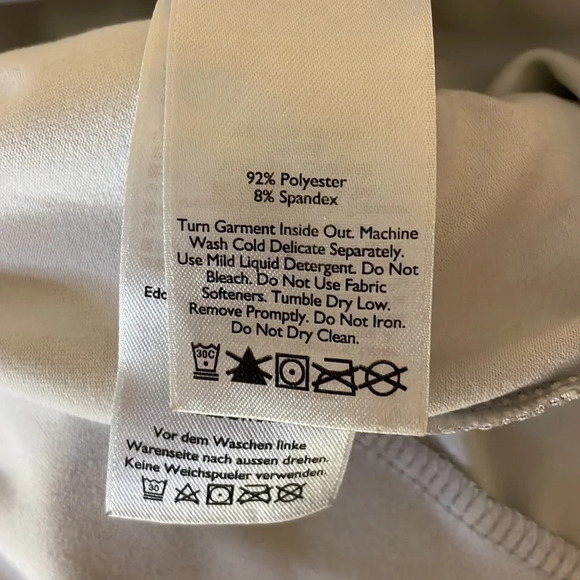 92% Polyester
8% Spandex
Turn Garment Inside Out. Machine
Wash Cold Delicate Separately.
Use Mild Liquid Detergent. Do Not
Bleach. Do Not Use Fabric
Softeners. Tumble Dry Low.
Remove Promptly. Do Not Iron.
Do Not Dry Clean.
30C
Vor dem Waschen linke
Warenseite nach aussen drehen.
Keine Weichspueler verwenden.
30